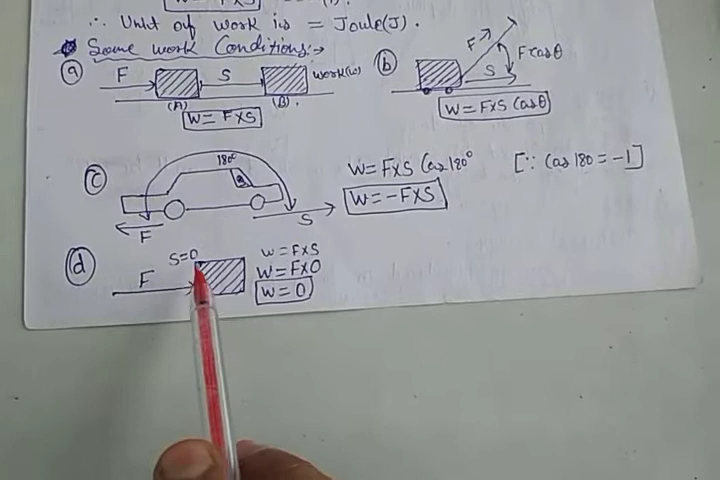 W = F×S
∴ Unit of work is = Joule(J).
Some work Conditions:→
(a) F S work(w)
(A) (B).
W = F×S
(b) F F cosθ
S
W = F×S Cosθ
(c) 180°
F S
W = F×S Cos 180° [∵ Cos 180 = -1]
W = -F×S
(d) F S=0
W = F×S
W = F×0
W = 0